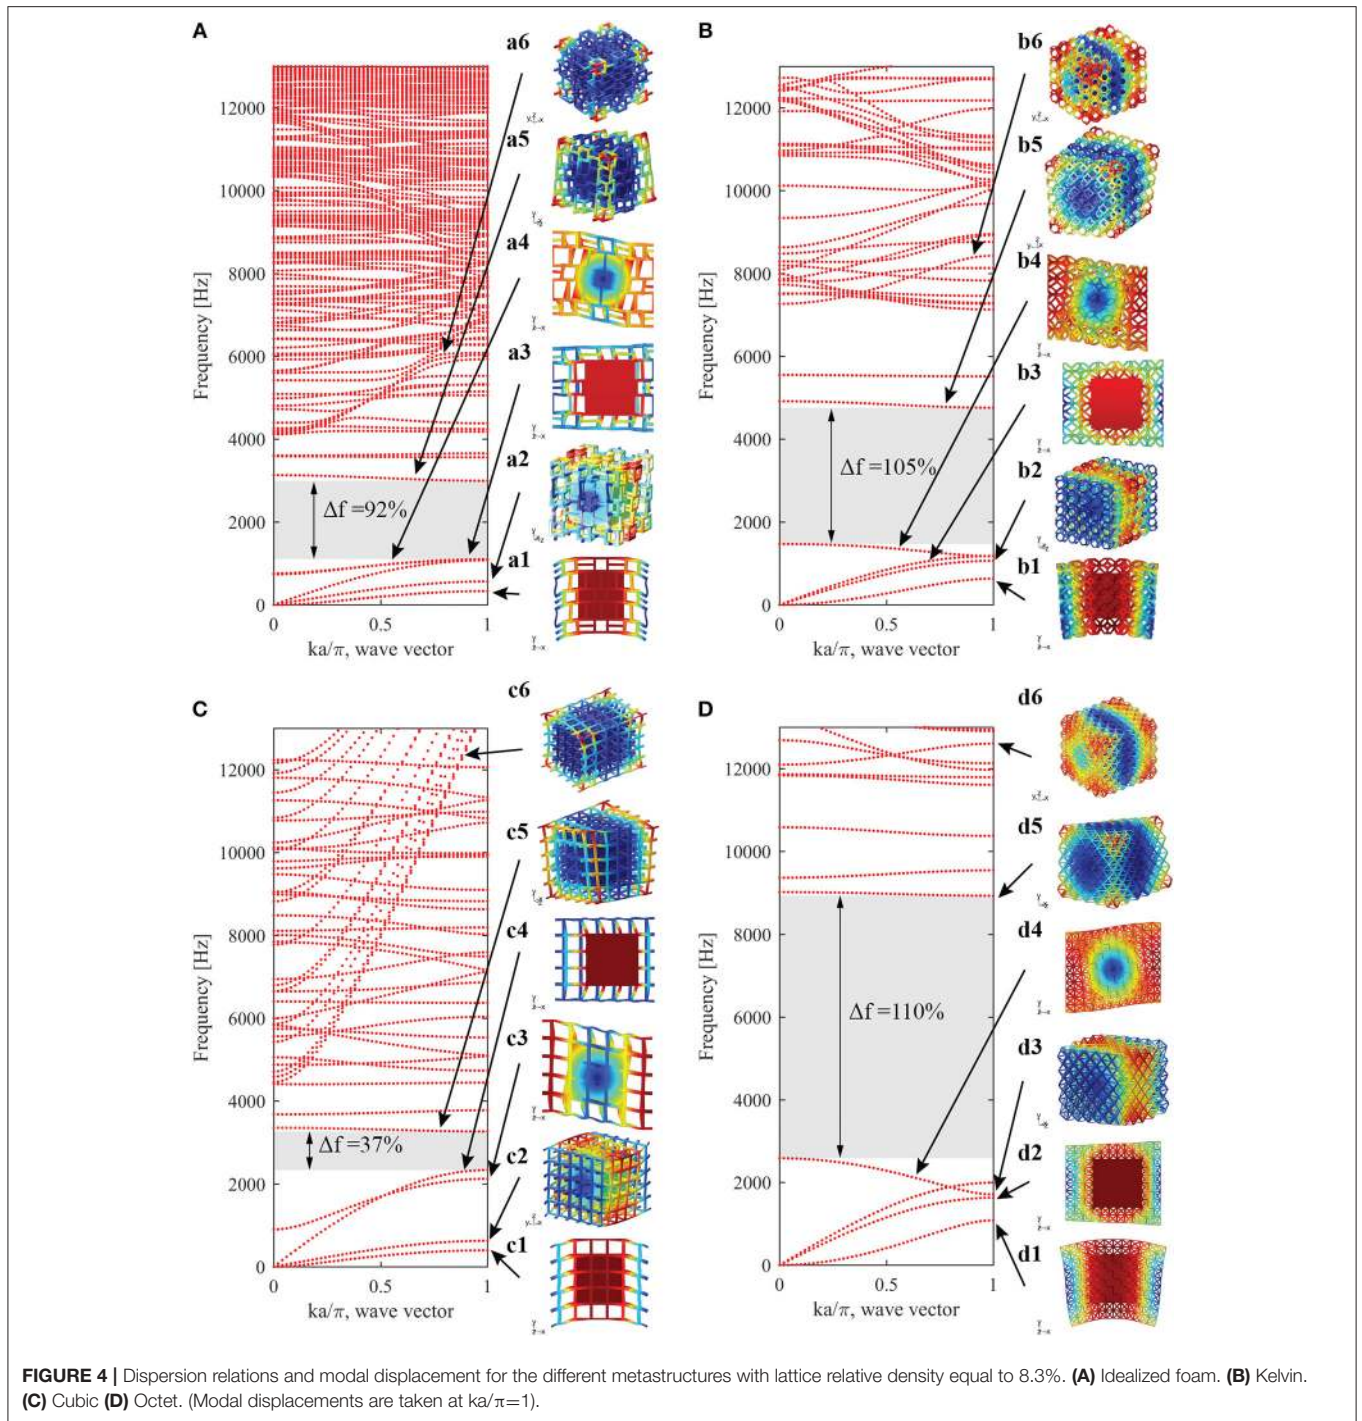 A
a6
12000
a5
10000
a4
8000
Frequency [Hz]
a3
6000
4000
a2
Δf =92%
2000
a1
0
0
0.5
1
ka/π, wave vector
B
b6
12000
b5
10000
b4
8000
Frequency [Hz]
b3
6000
4000
b2
Δf =105%
2000
b1
0
0
0.5
1
ka/π, wave vector
C
c6
12000
c5
10000
c4
8000
Frequency [Hz]
c3
6000
4000
Δf =37%
c2
2000
c1
0
0
0.5
1
ka/π, wave vector
D
d6
12000
d5
10000
d4
8000
Frequency [Hz]
Δf =110%
d3
6000
4000
d2
2000
d1
0
0
0.5
1
ka/π, wave vector
FIGURE 4 | Dispersion relations and modal displacement for the different metastructures with lattice relative density equal to 8.3%. (A) Idealized foam. (B) Kelvin.
(C) Cubic (D) Octet. (Modal displacements are taken at ka/π=1).